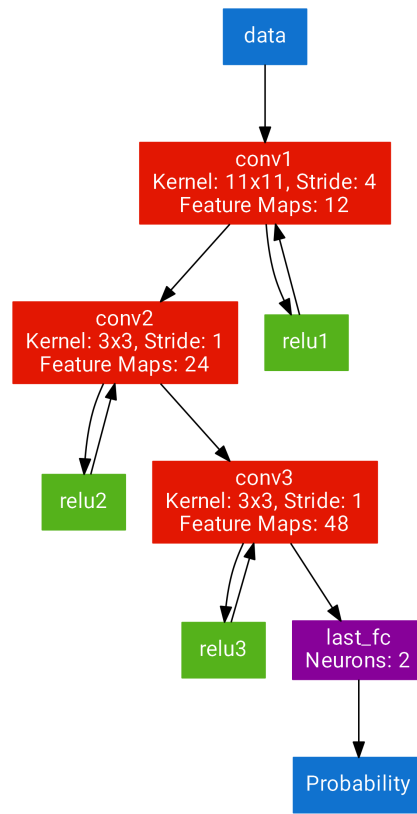 data
conv1
Kernel: 11x11, Stride: 4
Feature Maps: 12
conv2
Kernel: 3x3, Stride: 1
Feature Maps: 24
relu1
conv3
Kernel: 3x3, Stride: 1
Feature Maps: 48
relu2
relu3
last_fc
Neurons: 2
Probability